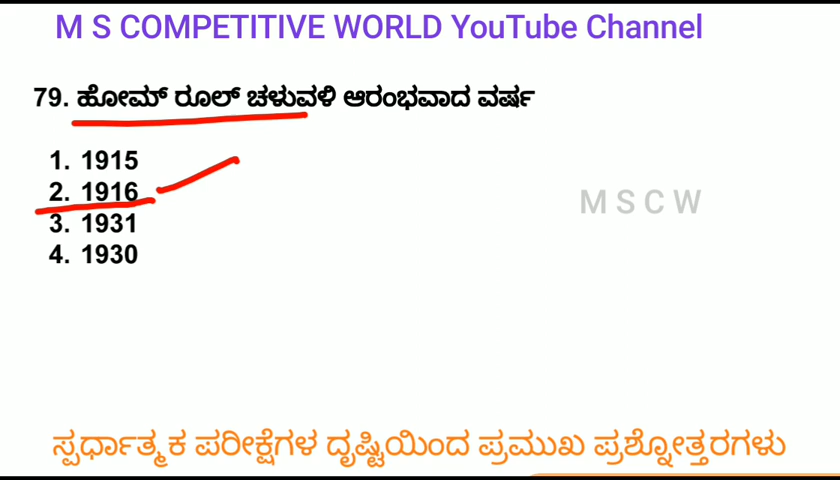 M S COMPETITIVE WORLD YouTube Channel
79. ಹೋಮ್ ರೂಲ್ ಚಳುವಳಿ ಆರಂಭವಾದ ವರ್ಷ
1. 1915
2. 1916
M S C W
3. 1931
4. 1930
ಸ್ಪರ್ಧಾತ್ಮಕ ಪರೀಕ್ಷೆಗಳ ದೃಷ್ಟಿಯಿಂದ ಪ್ರಮುಖ ಪ್ರಶ್ನೋತ್ತರಗಳು